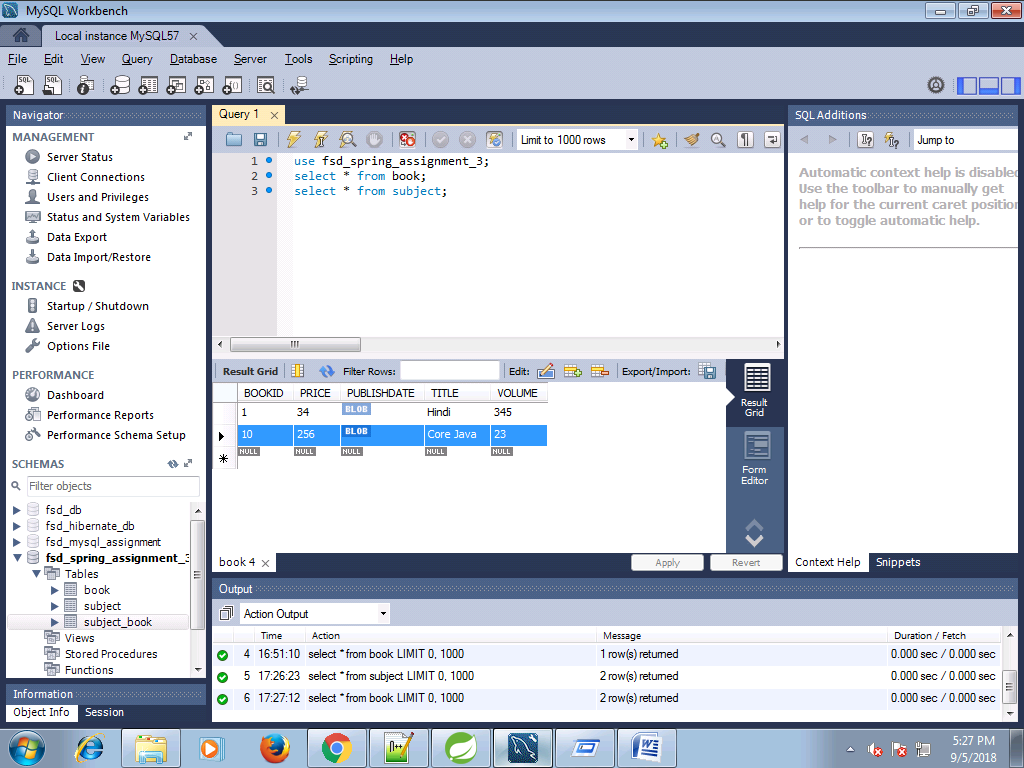 MySQL Workbench
Local instance MySQL57
File Edit View Query Database Server Tools Scripting Help
Navigator
MANAGEMENT
Server Status
Client Connections
Users and Privileges
Status and System Variables
Data Export
Data Import/Restore
INSTANCE
Startup / Shutdown
Server Logs
Options File
PERFORMANCE
Dashboard
Performance Reports
Performance Schema Setup
SCHEMAS
Filter objects
fsd_db
fsd_hibernate_db
fsd_mysql_assignment
fsd_spring_assignment_3
Tables
book
subject
subject_book
Views
Stored Procedures
Functions
Information
Object Info Session
Query 1
Limit to 1000 rows
1 use fsd_spring_assignment_3;
2 select * from book;
3 select * from subject;
Result Grid Filter Rows: Edit: Export/Import:
BOOKID PRICE PUBLISHDATE TITLE VOLUME
1 34 BLOB Hindi 345
10 256 BLOB Core Java 23
NULL NULL NULL NULL NULL
Result
Grid
Form
Editor
book 4
Apply Revert
SQL Additions
Jump to
Automatic context help is disabled
Use the toolbar to manually get
help for the current caret position
or to toggle automatic help.
Context Help Snippets
Output
Action Output
Time Action Message Duration / Fetch
4 16:51:10 select * from book LIMIT 0, 1000 1 row(s) returned 0.000 sec / 0.000 sec
5 17:26:23 select * from subject LIMIT 0, 1000 2 row(s) returned 0.000 sec / 0.000 sec
6 17:27:12 select * from book LIMIT 0, 1000 2 row(s) returned 0.000 sec / 0.000 sec
5:27 PM
9/5/2018